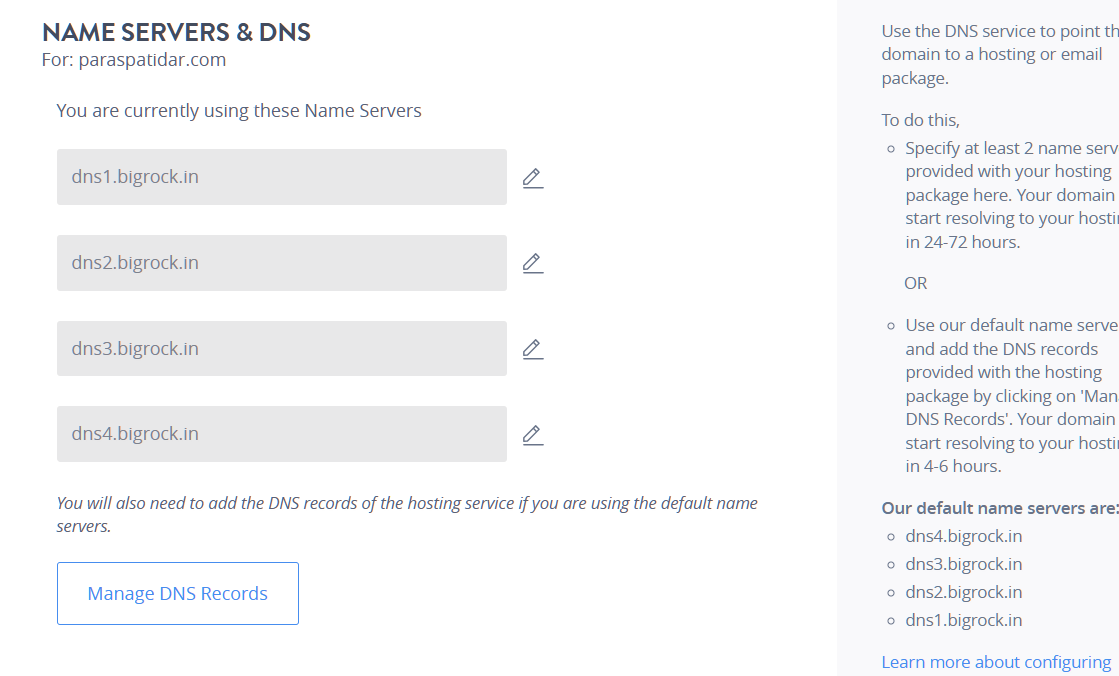 NAME SERVERS & DNS
For: paraspatidar.com
You are currently using these Name Servers
dns1.bigrock.in
dns2.bigrock.in
dns3.bigrock.in
dns4.bigrock.in
You will also need to add the DNS records of the hosting service if you are using the default name
servers.
Manage DNS Records
Use the DNS service to point th
domain to a hosting or email
package.
To do this,
Specify at least 2 name serv
provided with your hosting
package here. Your domain
start resolving to your hosti
in 24-72 hours.
OR
Use our default name serve
and add the DNS records
provided with the hosting
package by clicking on 'Man
DNS Records'. Your domain
start resolving to your hosti
in 4-6 hours.
Our default name servers are:
dns4.bigrock.in
dns3.bigrock.in
dns2.bigrock.in
dns1.bigrock.in
Learn more about configuring